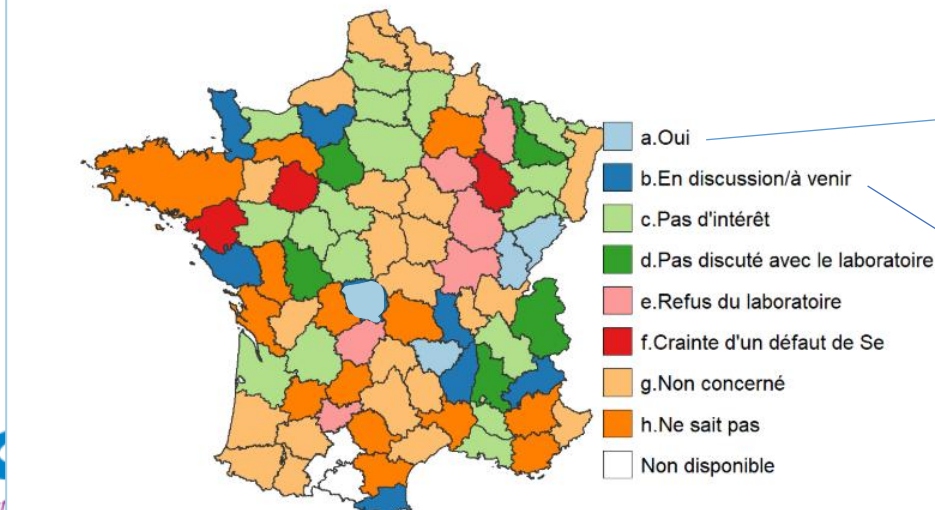 a.Oui
b.En discussion/à venir
c.Pas d'intérêt
d.Pas discuté avec le laboratoire
e.Refus du laboratoire
f.Crainte d'un défaut de Se
g.Non concerné
h.Ne sait pas
Non disponible